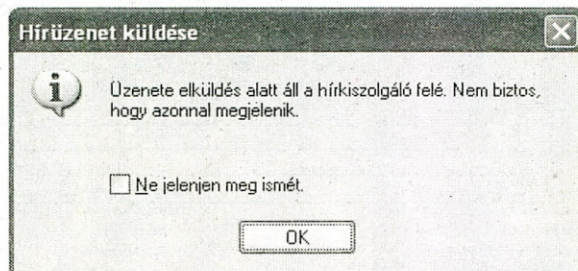 Hírüzenet küldése
Üzenete elküldés alatt áll a hírkiszolgáló felé. Nem biztos,
hogy azonnal megjelenik.
Ne jelenjen meg ismét.
OK